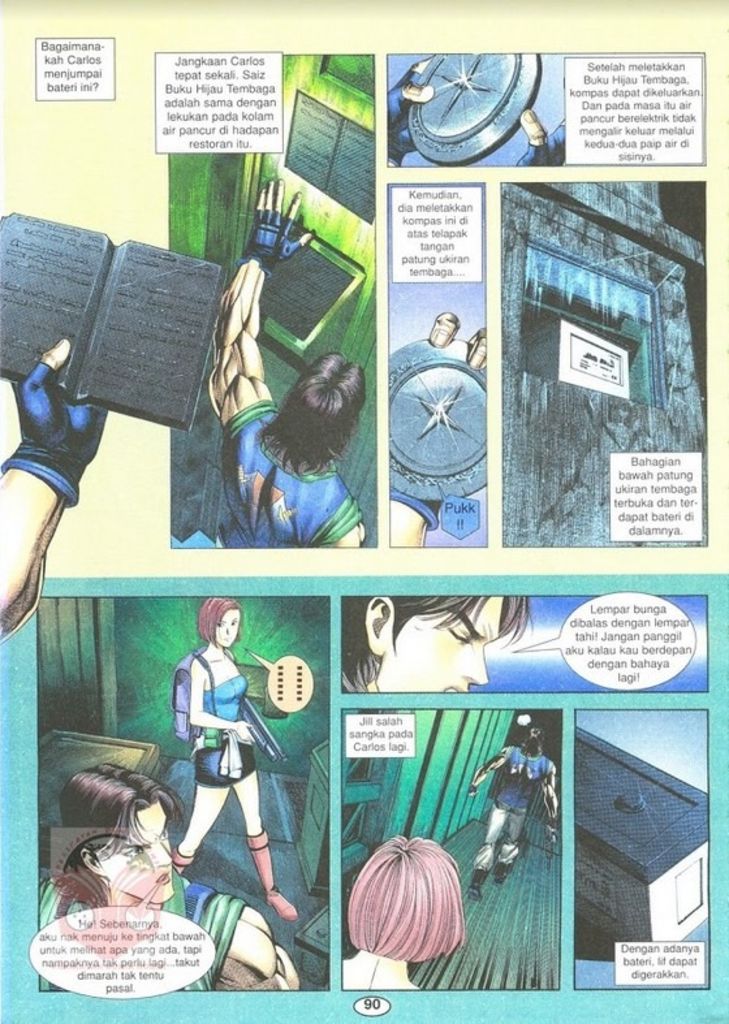 Bagaimana-
kah Carlos
menjumpai
bateri ini?
Jangkaan Carlos
tepat sekali. Saiz
Buku Hijau Tembaga
adalah sama dengan
lekukan pada kolam
air pancur di hadapan
restoran itu.
Setelah meletakkan
Buku Hijau Tembaga,
kompas dapat dikeluarkan.
Dan pada masa itu air
pancur berelektrik tidak
mengalir keluar melalui
kedua-dua paip air di
sisinya.
Kemudian,
dia meletakkan
kompas ini di
atas telapak
tangan
patung ukiran
tembaga....
Pukk
!!
Bahagian
bawah patung
ukiran tembaga
terbuka dan ter-
dapat bateri di
dalamnya.
He! Sebenarnya,
aku nak menuju ke tingkat bawah
untuk melihat apa yang ada, tapi
nampaknya tak perlu lagi...takut
dimarah tak tentu
pasal.
Lempar bunga
dibalas dengan lempar
tahi! Jangan panggil
aku kalau kau berdepan
dengan bahaya
lagi!
Jill salah
sangka pada
Carlos lagi.
Dengan adanya
bateri, lif dapat
digerakkan.
90